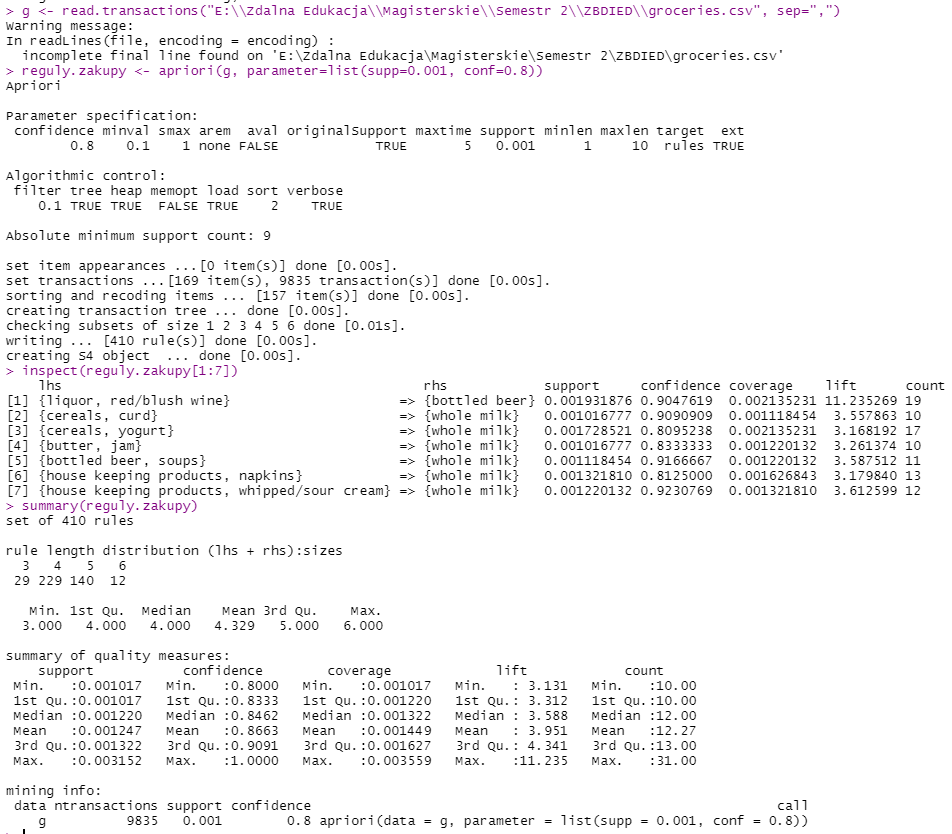 > g <- read.transactions("E:\\Zdalna Edukacja\\Magisterskie\\Semestr 2\\ZBDIED\\groceries.csv", sep=",")
Warning message:
In readLines(file, encoding = encoding) :
  incomplete final line found on 'E:\Zdalna Edukacja\Magisterskie\Semestr 2\ZBDIED\groceries.csv'
> reguly.zakupy <- apriori(g, parameter=list(supp=0.001, conf=0.8))
Apriori

Parameter specification:
 confidence minval smax arem  aval originalSupport maxtime support minlen maxlen target  ext
        0.8    0.1    1 none FALSE            TRUE       5   0.001      1     10  rules TRUE

Algorithmic control:
 filter tree heap memopt load sort verbose
    0.1 TRUE TRUE  FALSE TRUE    2    TRUE

Absolute minimum support count: 9

set item appearances ...[0 item(s)] done [0.00s].
set transactions ...[169 item(s), 9835 transaction(s)] done [0.00s].
sorting and recoding items ... [157 item(s)] done [0.00s].
creating transaction tree ... done [0.00s].
checking subsets of size 1 2 3 4 5 6 done [0.01s].
writing ... [410 rule(s)] done [0.00s].
creating S4 object  ... done [0.00s].
> inspect(reguly.zakupy[1:7])
    lhs                                             rhs            support     confidence coverage    lift      count
[1] {liquor, red/blush wine}                     => {bottled beer} 0.001931876 0.9047619  0.002135231 11.235269 19
[2] {cereals, curd}                              => {whole milk}   0.001016777 0.9090909  0.001118454  3.557863 10
[3] {cereals, yogurt}                            => {whole milk}   0.001728521 0.8095238  0.002135231  3.168192 17
[4] {butter, jam}                                => {whole milk}   0.001016777 0.8333333  0.001220132  3.261374 10
[5] {bottled beer, soups}                        => {whole milk}   0.001118454 0.9166667  0.001220132  3.587512 11
[6] {house keeping products, napkins}            => {whole milk}   0.001321810 0.8125000  0.001626843  3.179840 13
[7] {house keeping products, whipped/sour cream} => {whole milk}   0.001220132 0.9230769  0.001321810  3.612599 12
> summary(reguly.zakupy)
set of 410 rules

rule length distribution (lhs + rhs):sizes
  3   4   5   6
 29 229 140  12

   Min. 1st Qu.  Median    Mean 3rd Qu.    Max.
  3.000   4.000   4.000   4.329   5.000   6.000

summary of quality measures:
    support           confidence        coverage             lift            count
 Min.   :0.001017   Min.   :0.8000   Min.   :0.001017   Min.   : 3.131   Min.   :10.00
 1st Qu.:0.001017   1st Qu.:0.8333   1st Qu.:0.001220   1st Qu.: 3.312   1st Qu.:10.00
 Median :0.001220   Median :0.8462   Median :0.001322   Median : 3.588   Median :12.00
 Mean   :0.001247   Mean   :0.8663   Mean   :0.001449   Mean   : 3.951   Mean   :12.27
 3rd Qu.:0.001322   3rd Qu.:0.9091   3rd Qu.:0.001627   3rd Qu.: 4.341   3rd Qu.:13.00
 Max.   :0.003152   Max.   :1.0000   Max.   :0.003559   Max.   :11.235   Max.   :31.00

mining info:
 data ntransactions support confidence                                                        call
    g          9835   0.001        0.8 apriori(data = g, parameter = list(supp = 0.001, conf = 0.8))